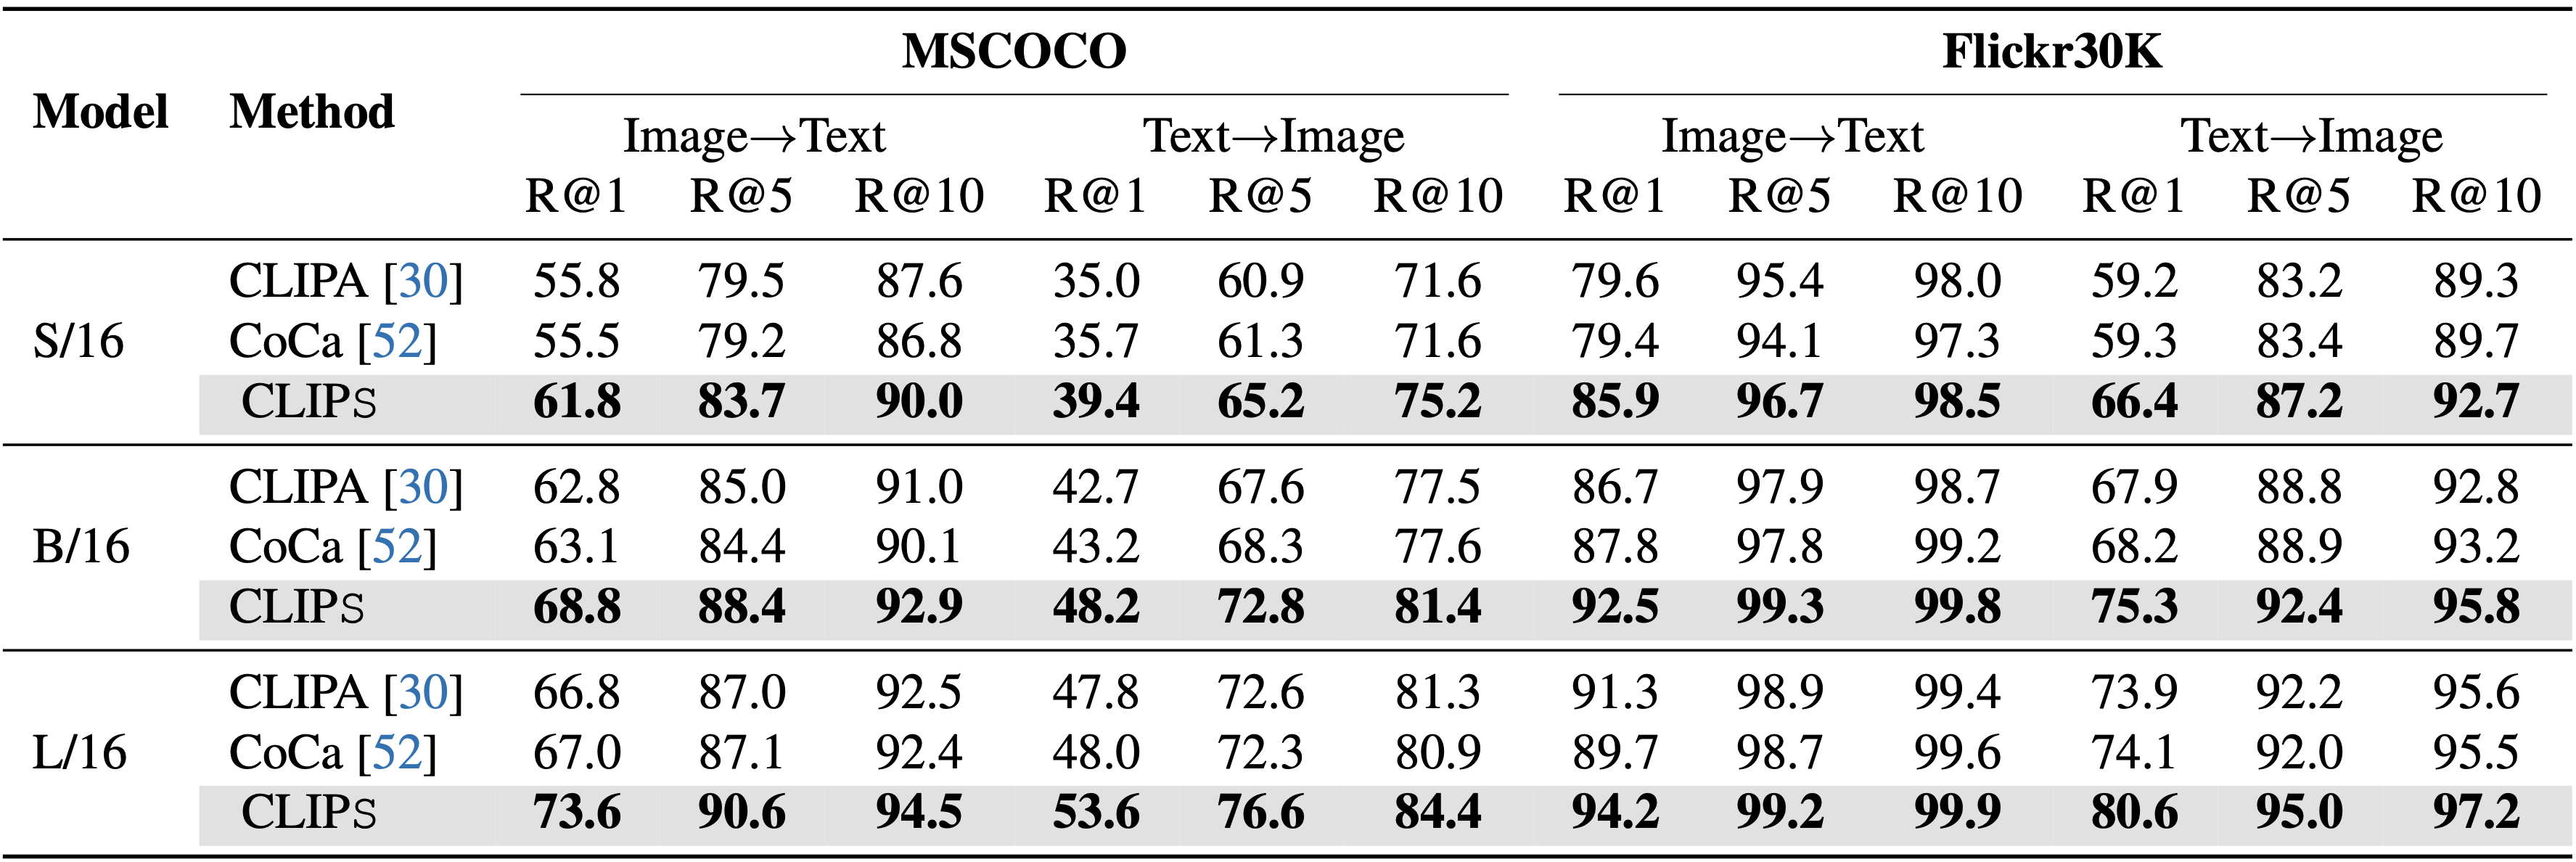 MSCOCO Flickr30K
Model Method
Image→Text Text→Image Image→Text Text→Image
R@1 R@5 R@10 R@1 R@5 R@10 R@1 R@5 R@10 R@1 R@5 R@10
CLIPA [30] 55.8 79.5 87.6 35.0 60.9 71.6 79.6 95.4 98.0 59.2 83.2 89.3
S/16 CoCa [52] 55.5 79.2 86.8 35.7 61.3 71.6 79.4 94.1 97.3 59.3 83.4 89.7
CLIPS 61.8 83.7 90.0 39.4 65.2 75.2 85.9 96.7 98.5 66.4 87.2 92.7
CLIPA [30] 62.8 85.0 91.0 42.7 67.6 77.5 86.7 97.9 98.7 67.9 88.8 92.8
B/16 CoCa [52] 63.1 84.4 90.1 43.2 68.3 77.6 87.8 97.8 99.2 68.2 88.9 93.2
CLIPS 68.8 88.4 92.9 48.2 72.8 81.4 92.5 99.3 99.8 75.3 92.4 95.8
CLIPA [30] 66.8 87.0 92.5 47.8 72.6 81.3 91.3 98.9 99.4 73.9 92.2 95.6
L/16 CoCa [52] 67.0 87.1 92.4 48.0 72.3 80.9 89.7 98.7 99.6 74.1 92.0 95.5
CLIPS 73.6 90.6 94.5 53.6 76.6 84.4 94.2 99.2 99.9 80.6 95.0 97.2